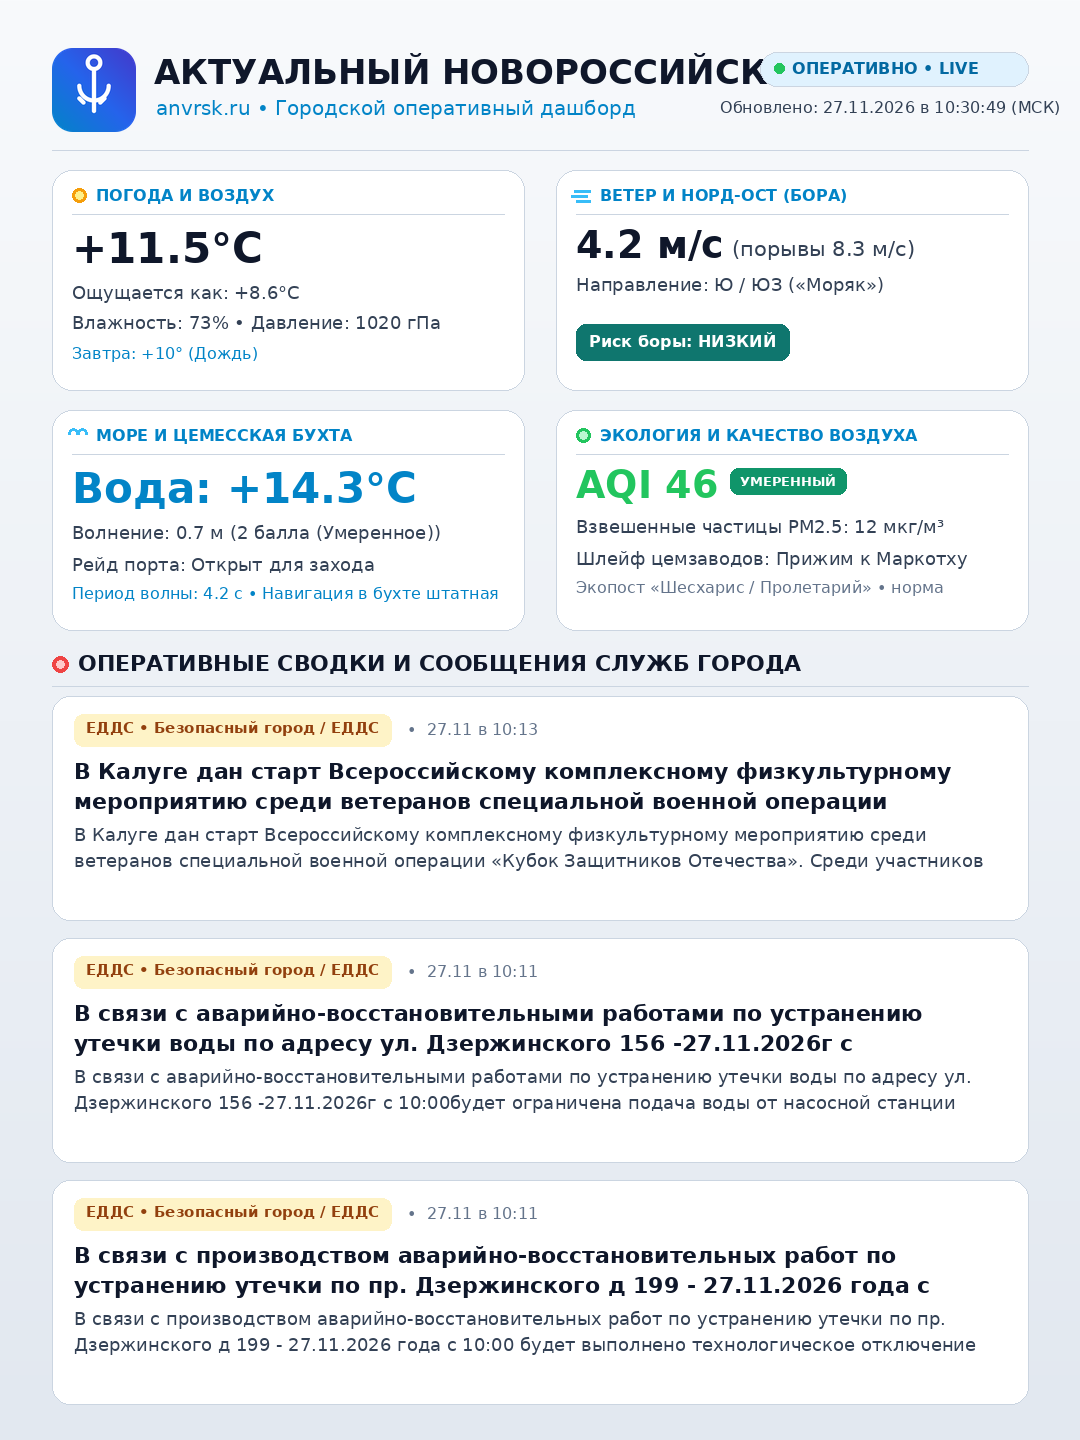 АКТУАЛЬНЫЙ НОВОРОССИЙСК
ОПЕРАТИВНО • LIVE
anvrsk.ru • Городской оперативный дашборд
Обновлено: 27.11.2026 в 10:30:49 (МСК)
ПОГОДА И ВОЗДУХ
+11.5°C
Ощущается как: +8.6°C
Влажность: 73% • Давление: 1020 гПа
Завтра: +10° (Дождь)
ВЕТЕР И НОРД-ОСТ (БОРА)
4.2 м/с (порывы 8.3 м/с)
Направление: Ю / ЮЗ («Моряк»)
Риск боры: НИЗКИЙ
МОРЕ И ЦЕМЕССКАЯ БУХТА
Вода: +14.3°C
Волнение: 0.7 м (2 балла (Умеренное))
Рейд порта: Открыт для захода
Период волны: 4.2 с • Навигация в бухте штатная
ЭКОЛОГИЯ И КАЧЕСТВО ВОЗДУХА
AQI 46 УМЕРЕННЫЙ
Взвешенные частицы PM2.5: 12 мкг/м³
Шлейф цемзаводов: Прижим к Маркотху
Экопост «Шесхарис / Пролетарий» • норма
ОПЕРАТИВНЫЕ СВОДКИ И СООБЩЕНИЯ СЛУЖБ ГОРОДА
ЕДДС • Безопасный город / ЕДДС • 27.11 в 10:13
В Калуге дан старт Всероссийскому комплексному физкультурному
мероприятию среди ветеранов специальной военной операции
В Калуге дан старт Всероссийскому комплексному физкультурному мероприятию среди
ветеранов специальной военной операции «Кубок Защитников Отечества». Среди участников
ЕДДС • Безопасный город / ЕДДС • 27.11 в 10:11
В связи с аварийно-восстановительными работами по устранению
утечки воды по адресу ул. Дзержинского 156 -27.11.2026г с
В связи с аварийно-восстановительными работами по устранению утечки воды по адресу ул.
Дзержинского 156 -27.11.2026г с 10:00будет ограничена подача воды от насосной станции
ЕДДС • Безопасный город / ЕДДС • 27.11 в 10:11
В связи с производством аварийно-восстановительных работ по
устранению утечки по пр. Дзержинского д 199 - 27.11.2026 года с
В связи с производством аварийно-восстановительных работ по устранению утечки по пр.
Дзержинского д 199 - 27.11.2026 года с 10:00 будет выполнено технологическое отключение